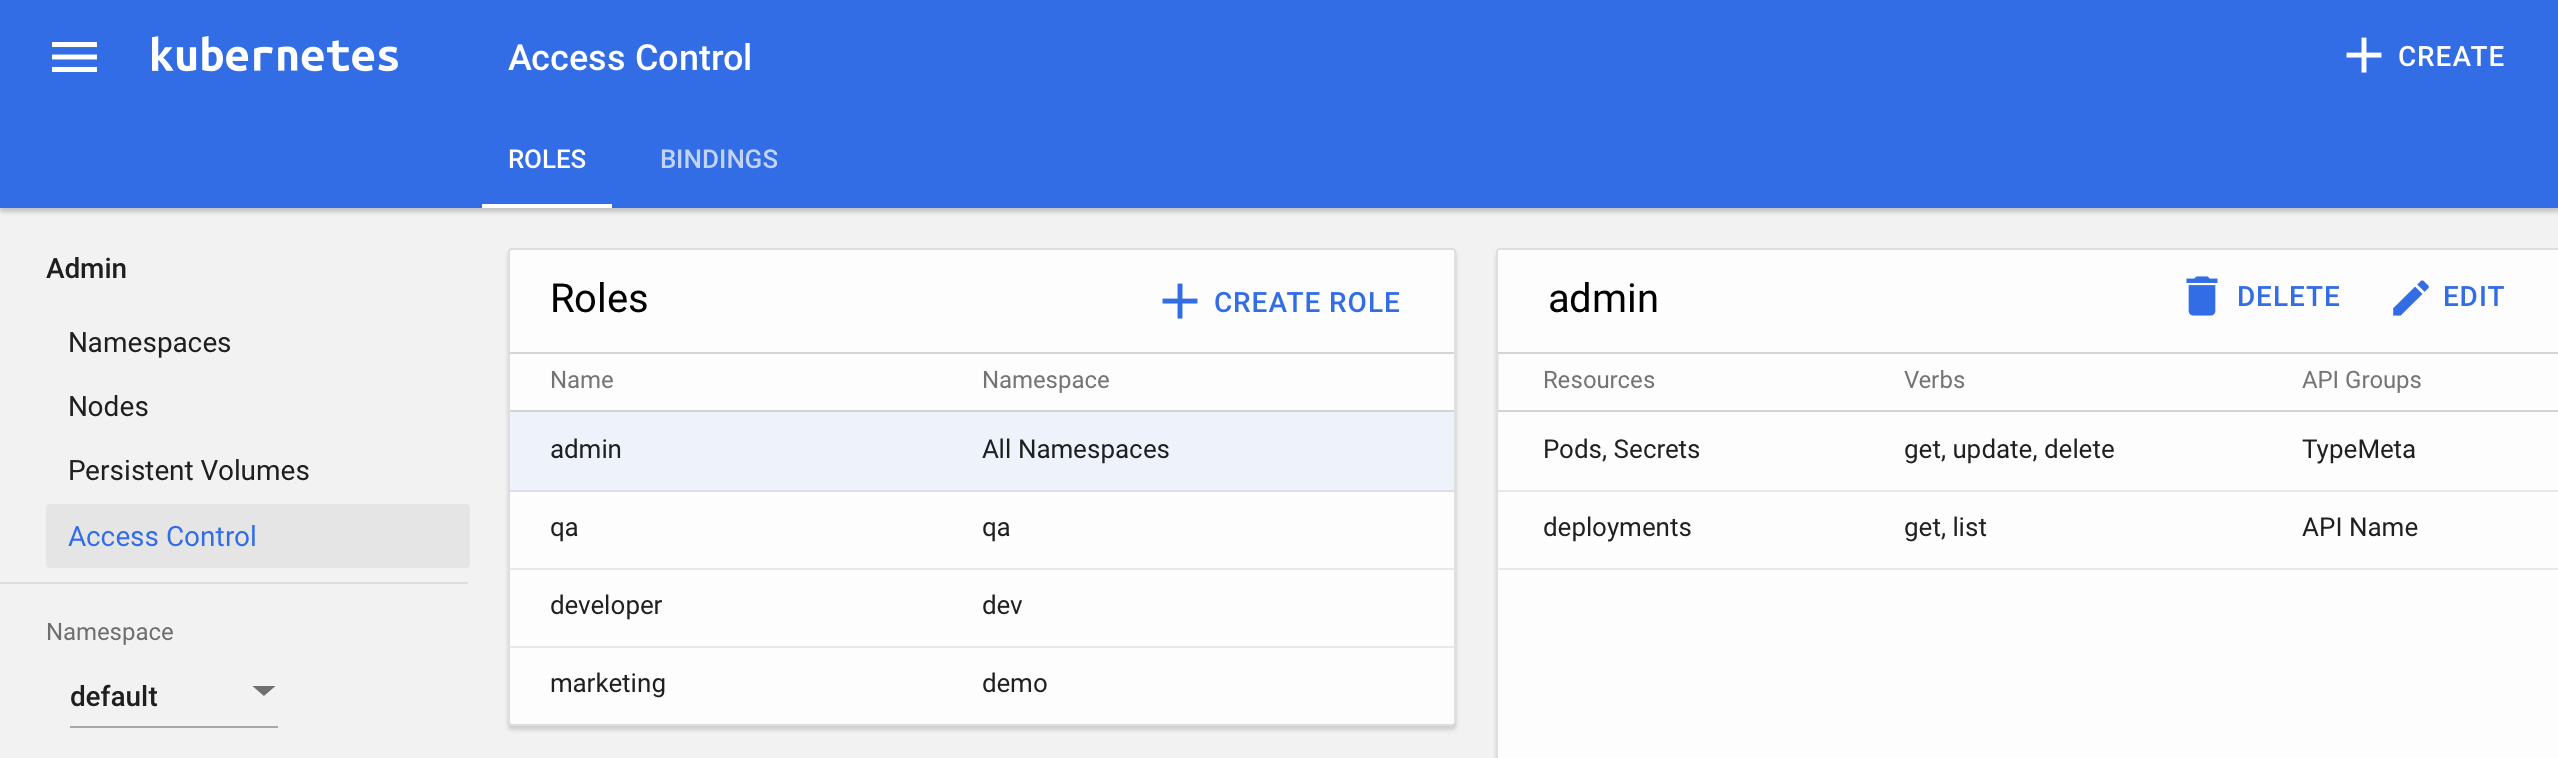 kubernetes
Access Control
CREATE
ROLES
BINDINGS
Admin
Namespaces
Nodes
Persistent Volumes
Access Control
Namespace
default
Roles
CREATE ROLE
Name Namespace
admin All Namespaces
qa qa
developer dev
marketing demo
admin
DELETE
EDIT
Resources Verbs API Groups
Pods, Secrets get, update, delete TypeMeta
deployments get, list API Name